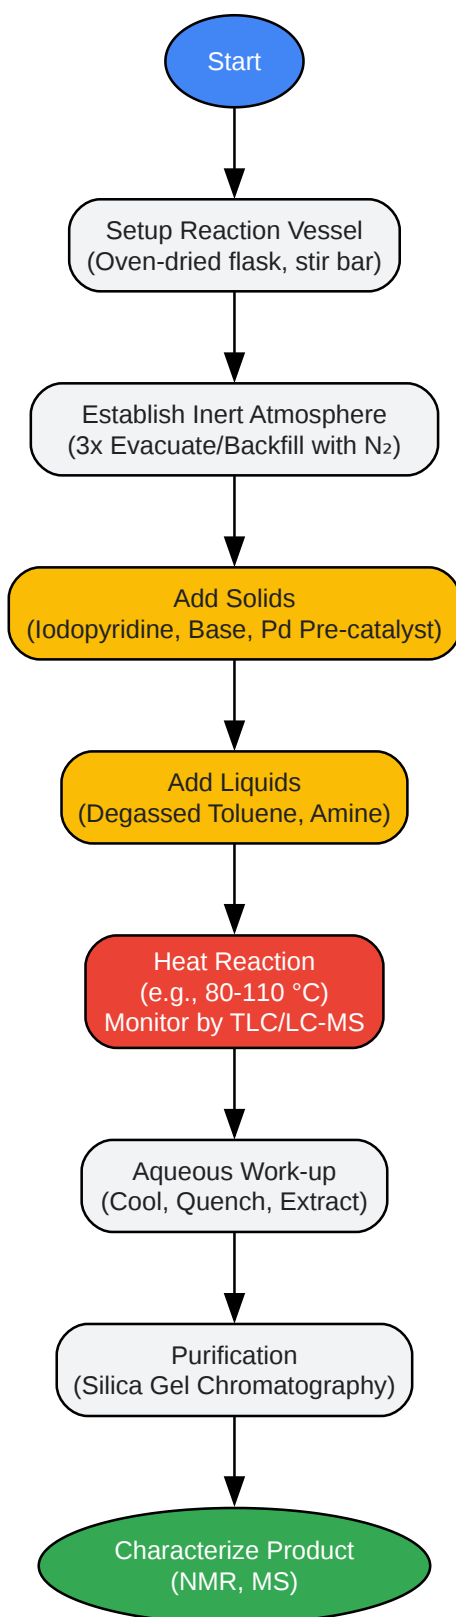 Start
Setup Reaction Vessel
(Oven-dried flask, stir bar)
Establish Inert Atmosphere
(3x Evacuate/Backfill with N₂)
Add Solids
(Iodopyridine, Base, Pd Pre-catalyst)
Add Liquids
(Degassed Toluene, Amine)
Heat Reaction
(e.g., 80-110 °C)
Monitor by TLC/LC-MS
Aqueous Work-up
(Cool, Quench, Extract)
Purification
(Silica Gel Chromatography)
Characterize Product
(NMR, MS)